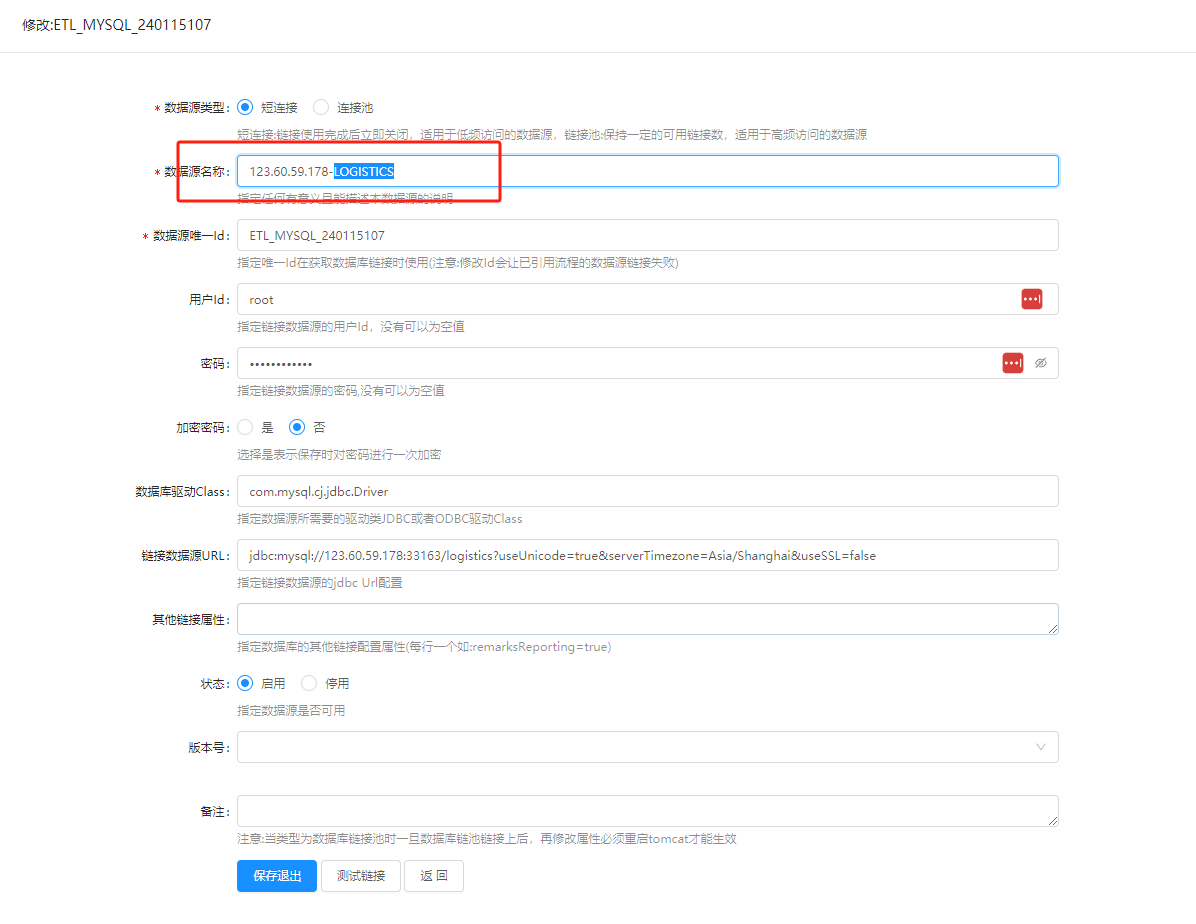 修改:ETL_MYSQL_240115107
* 数据源类型: 短连接 连接池
短连接:链接使用完成后立即关闭，适用于低频访问的数据源，链接池:保持一定的可用链接数，适用于高频访问的数据源
* 数据源名称: 123.60.59.178-LOGISTICS
指定任何有意义且能描述本数据源的说明
* 数据源唯一Id: ETL_MYSQL_240115107
指定唯一Id在获取数据库链接时使用(注意:修改Id会让已引用流程的数据源链接失败)
用户Id: root
指定链接数据源的用户Id，没有可以为空值
密码: ••••••••••••
指定链接数据源的密码,没有可以为空值
加密密码: 是 否
选择是表示保存时对密码进行一次加密
数据库驱动Class: com.mysql.cj.jdbc.Driver
指定数据源所需要的驱动类JDBC或者ODBC驱动Class
链接数据源URL: jdbc:mysql://123.60.59.178:33163/logistics?useUnicode=true&serverTimezone=Asia/Shanghai&useSSL=false
指定链接数据源的jdbc Url配置
其他链接属性:
指定数据库的其他链接配置属性(每行一个如:remarksReporting=true)
状态: 启用 停用
指定数据源是否可用
版本号:
备注:
注意:当类型为数据库链接池时一旦数据库链池链接上后，再修改属性必须重启tomcat才能生效
保存退出 测试链接 返 回